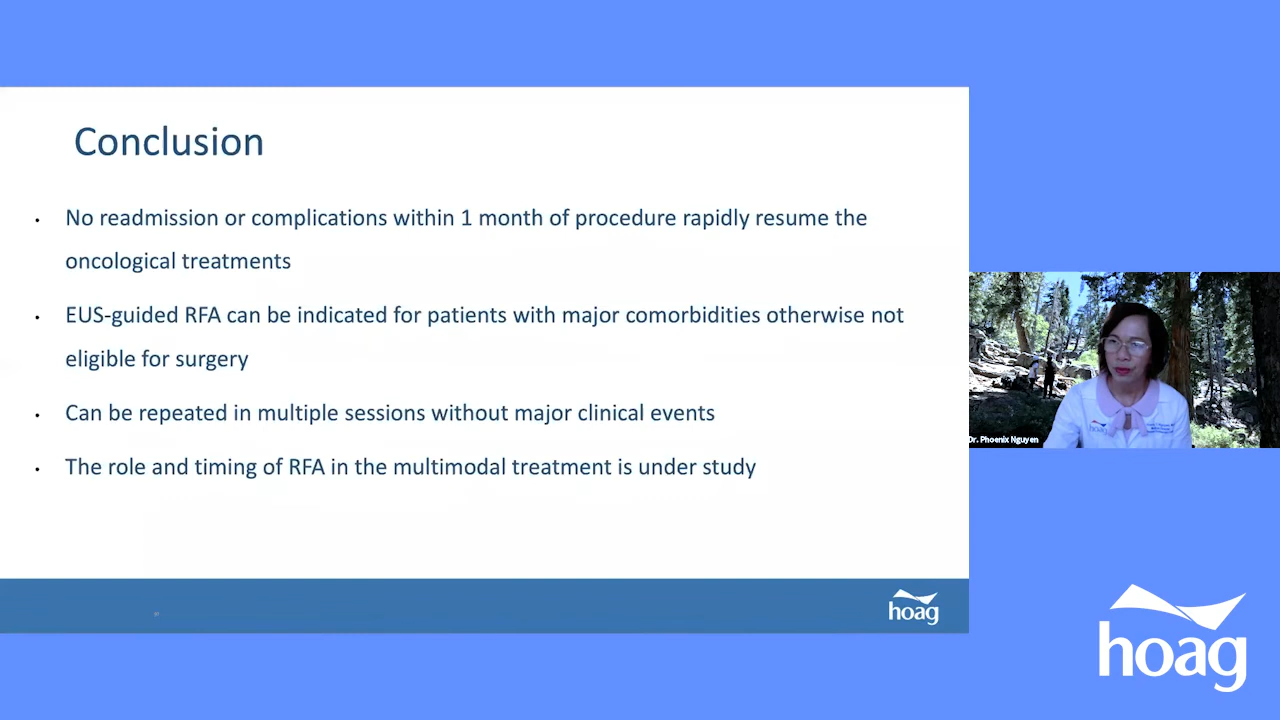 Conclusion
• No readmission or complications within 1 month of procedure rapidly resume the
oncological treatments
• EUS-guided RFA can be indicated for patients with major comorbidities otherwise not
eligible for surgery
• Can be repeated in multiple sessions without major clinical events
• The role and timing of RFA in the multimodal treatment is under study
hoag
Dr. Phoenix Nguyen
hoag
hoag